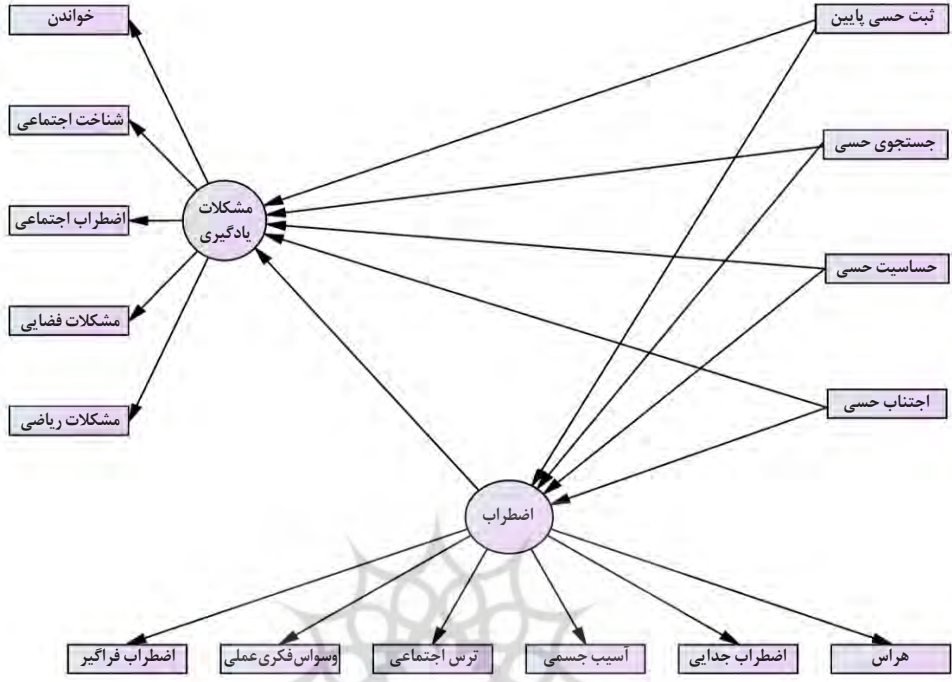 ثبت حسی پایین
جستجوی حسی
حساسیت حسی
اجتناب حسی
خواندن
شناخت اجتماعی
اضطراب اجتماعی
مشکلات فضایی
مشکلات ریاضی
مشکلات
یادگیری
اضطراب
هراس
اضطراب جدایی
آسیب جسمی
ترس اجتماعی
وسواس فکری عملی
اضطراب فراگیر